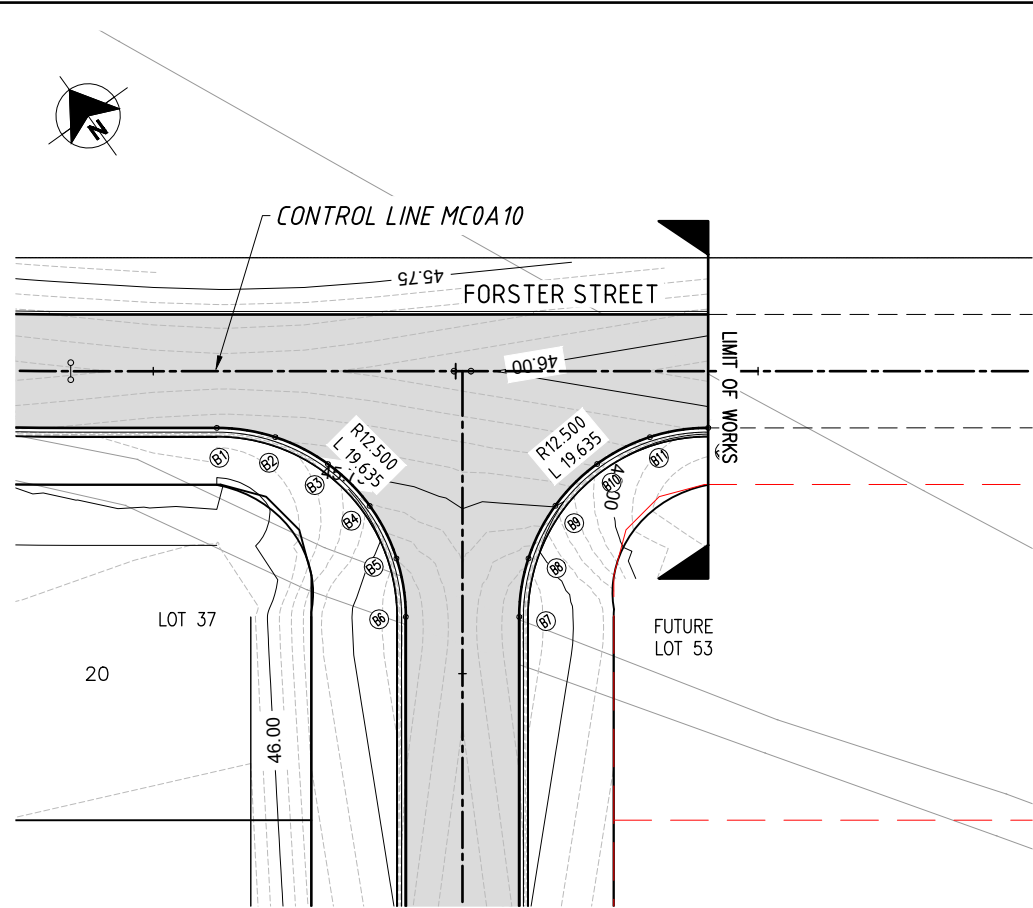 N
CONTROL LINE MC0A10
45.75
FORSTER STREET
46.00
LIMIT OF WORKS
R12.500
L 19.635
R12.500
L 19.635
B1
B2
B3
B4
B5
B6
B11
B10
B9
B8
B7
LOT 37
20
46.00
FUTURE
LOT 53